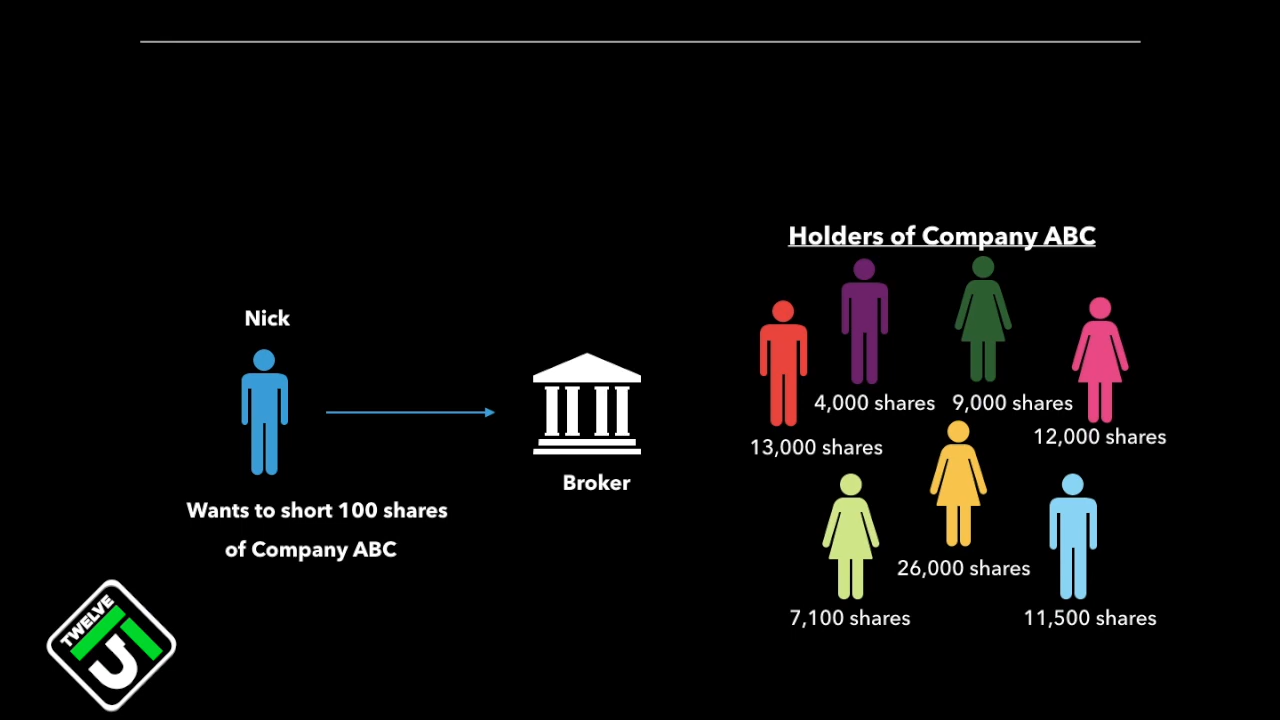 Holders of Company ABC
Nick
4,000 shares
9,000 shares
12,000 shares
13,000 shares
Broker
Wants to short 100 shares
of Company ABC
26,000 shares
7,100 shares
11,500 shares
TWELVE
U